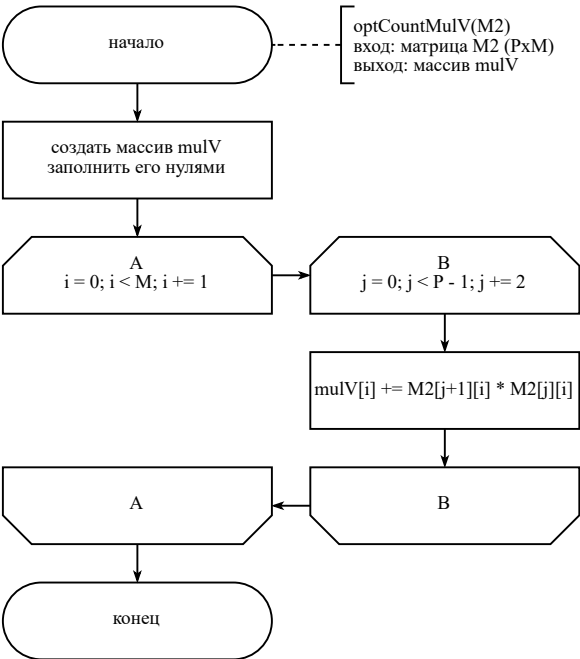 начало
optCountMulV(M2)
вход: матрица M2 (PxM)
выход: массив mulV
создать массив mulV
заполнить его нулями
A
i = 0; i < M; i += 1
B
j = 0; j < P - 1; j += 2
mulV[i] += M2[j+1][i] * M2[j][i]
A
B
конец